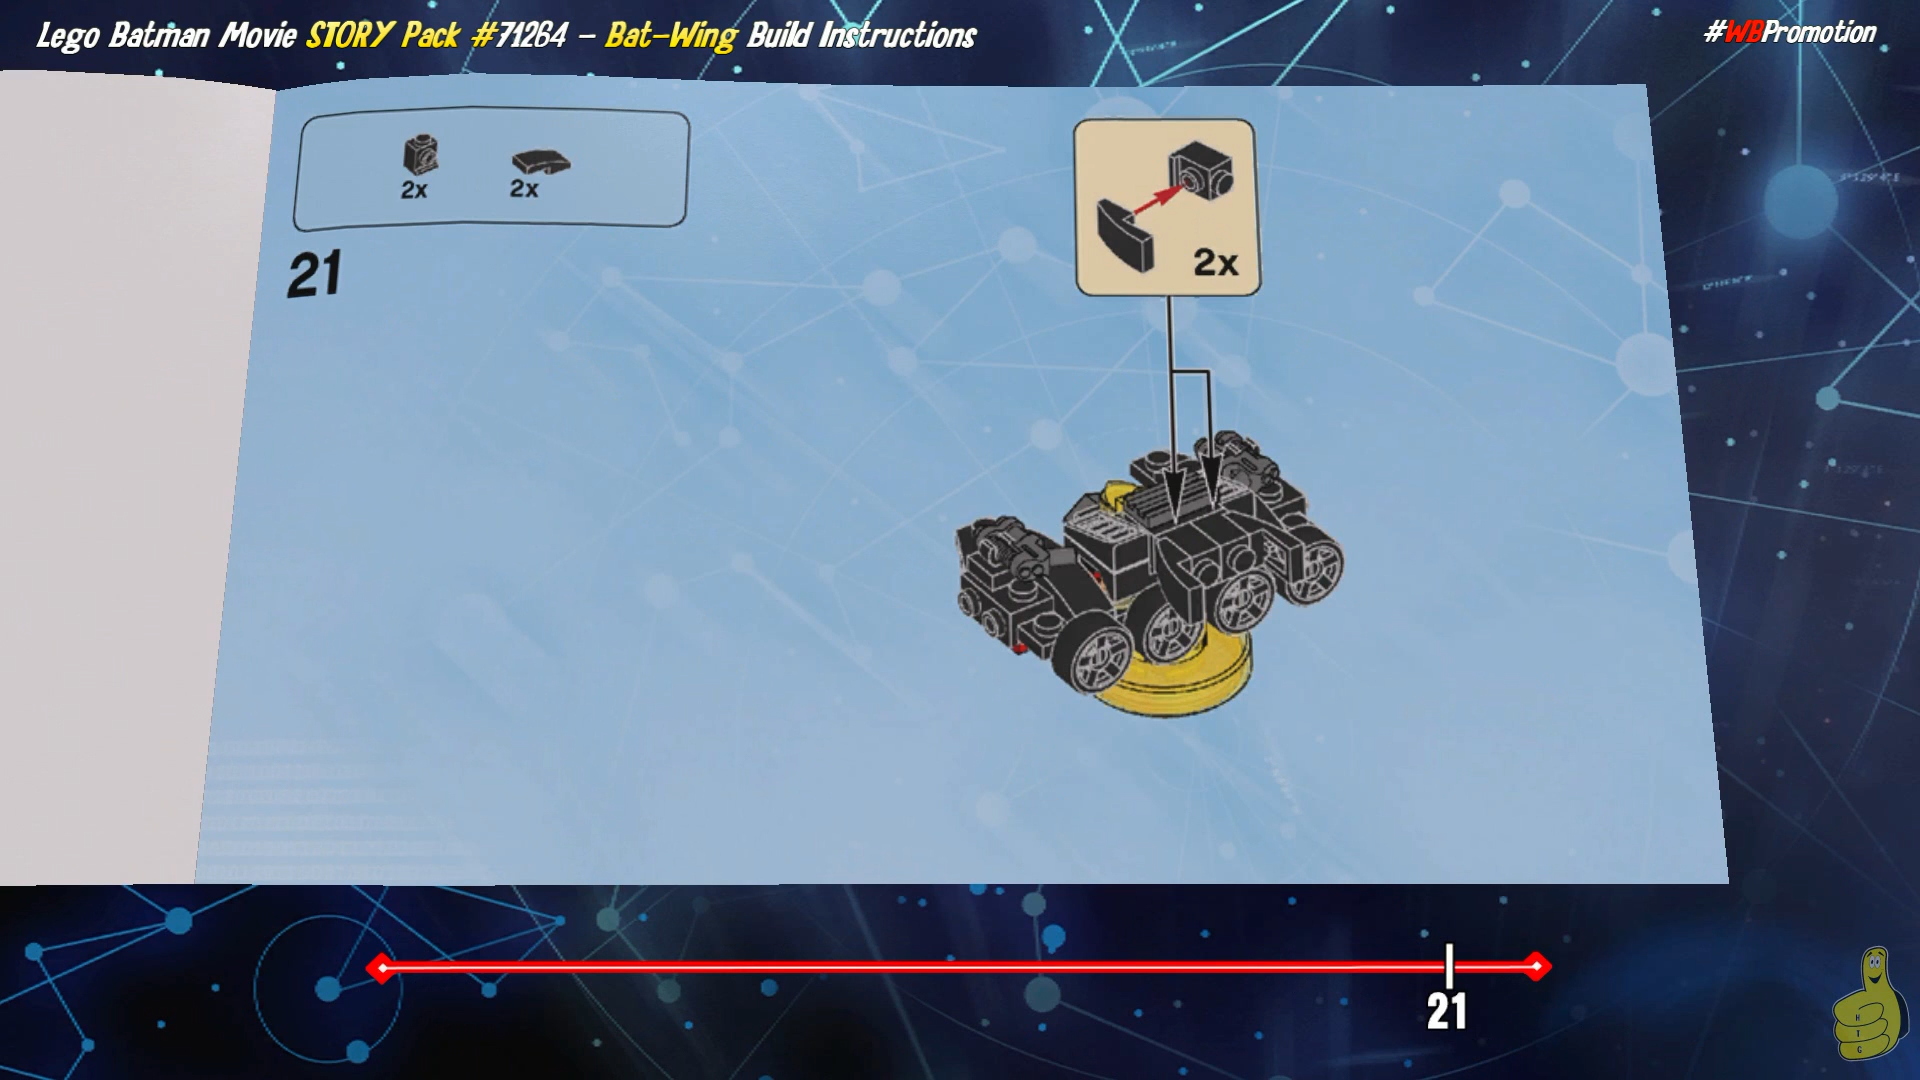 Lego Batman Movie STORY Pack #71264 – Bat-Wing Build Instructions
#WBPromotion
2x 2x
21
2x
21
H
T
G